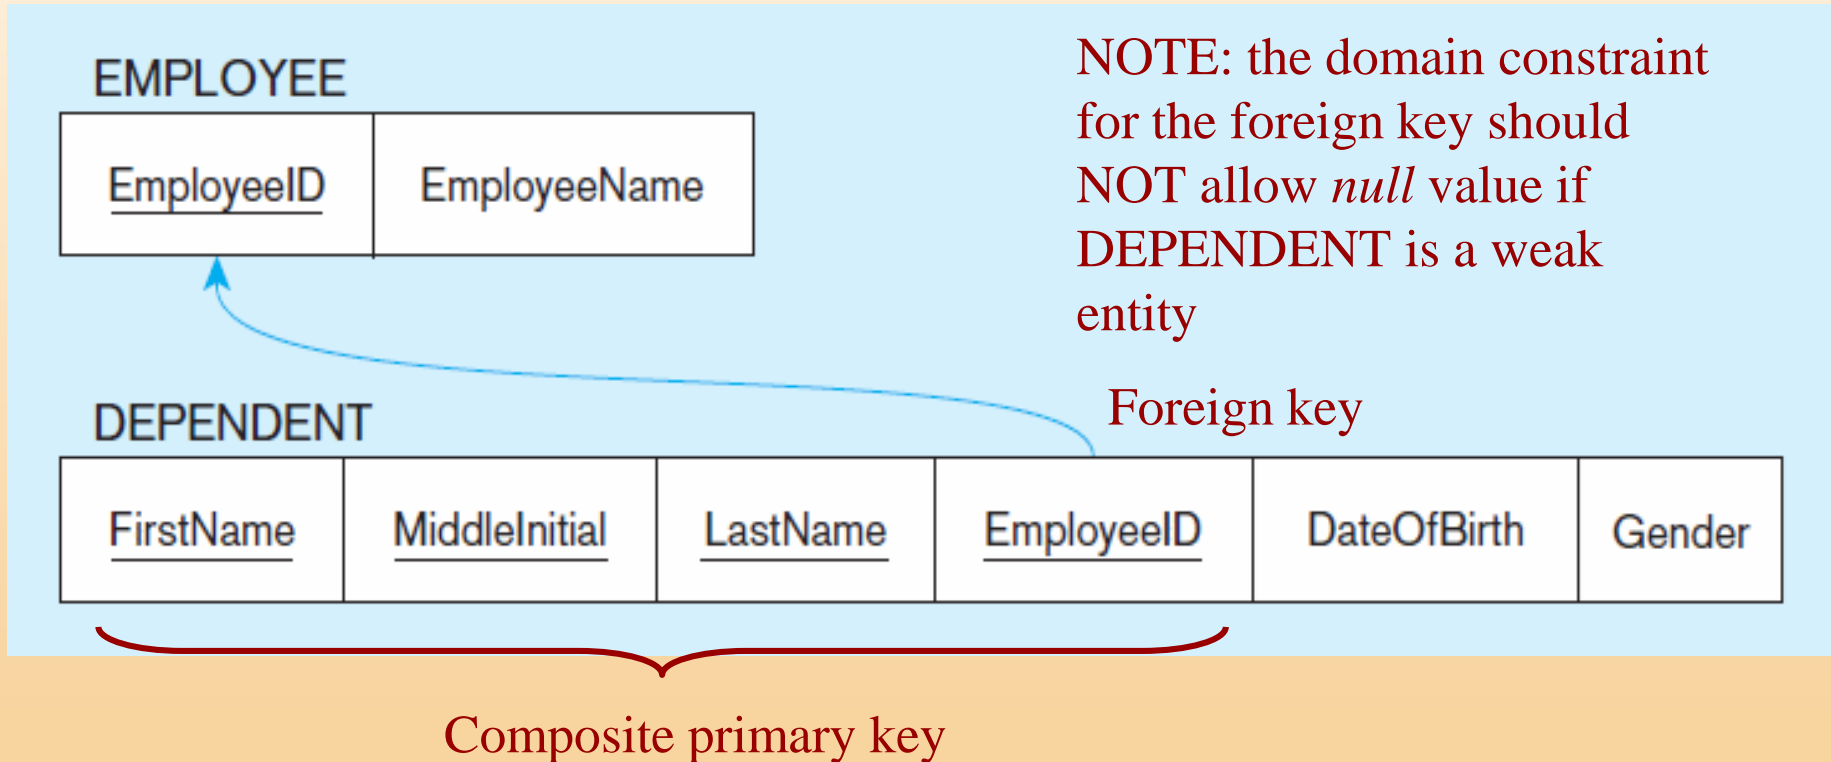 EMPLOYEE
EmployeeID EmployeeName
NOTE: the domain constraint
for the foreign key should
NOT allow null value if
DEPENDENT is a weak
entity
Foreign key
DEPENDENT
FirstName MiddleInitial LastName EmployeeID DateOfBirth Gender
Composite primary key